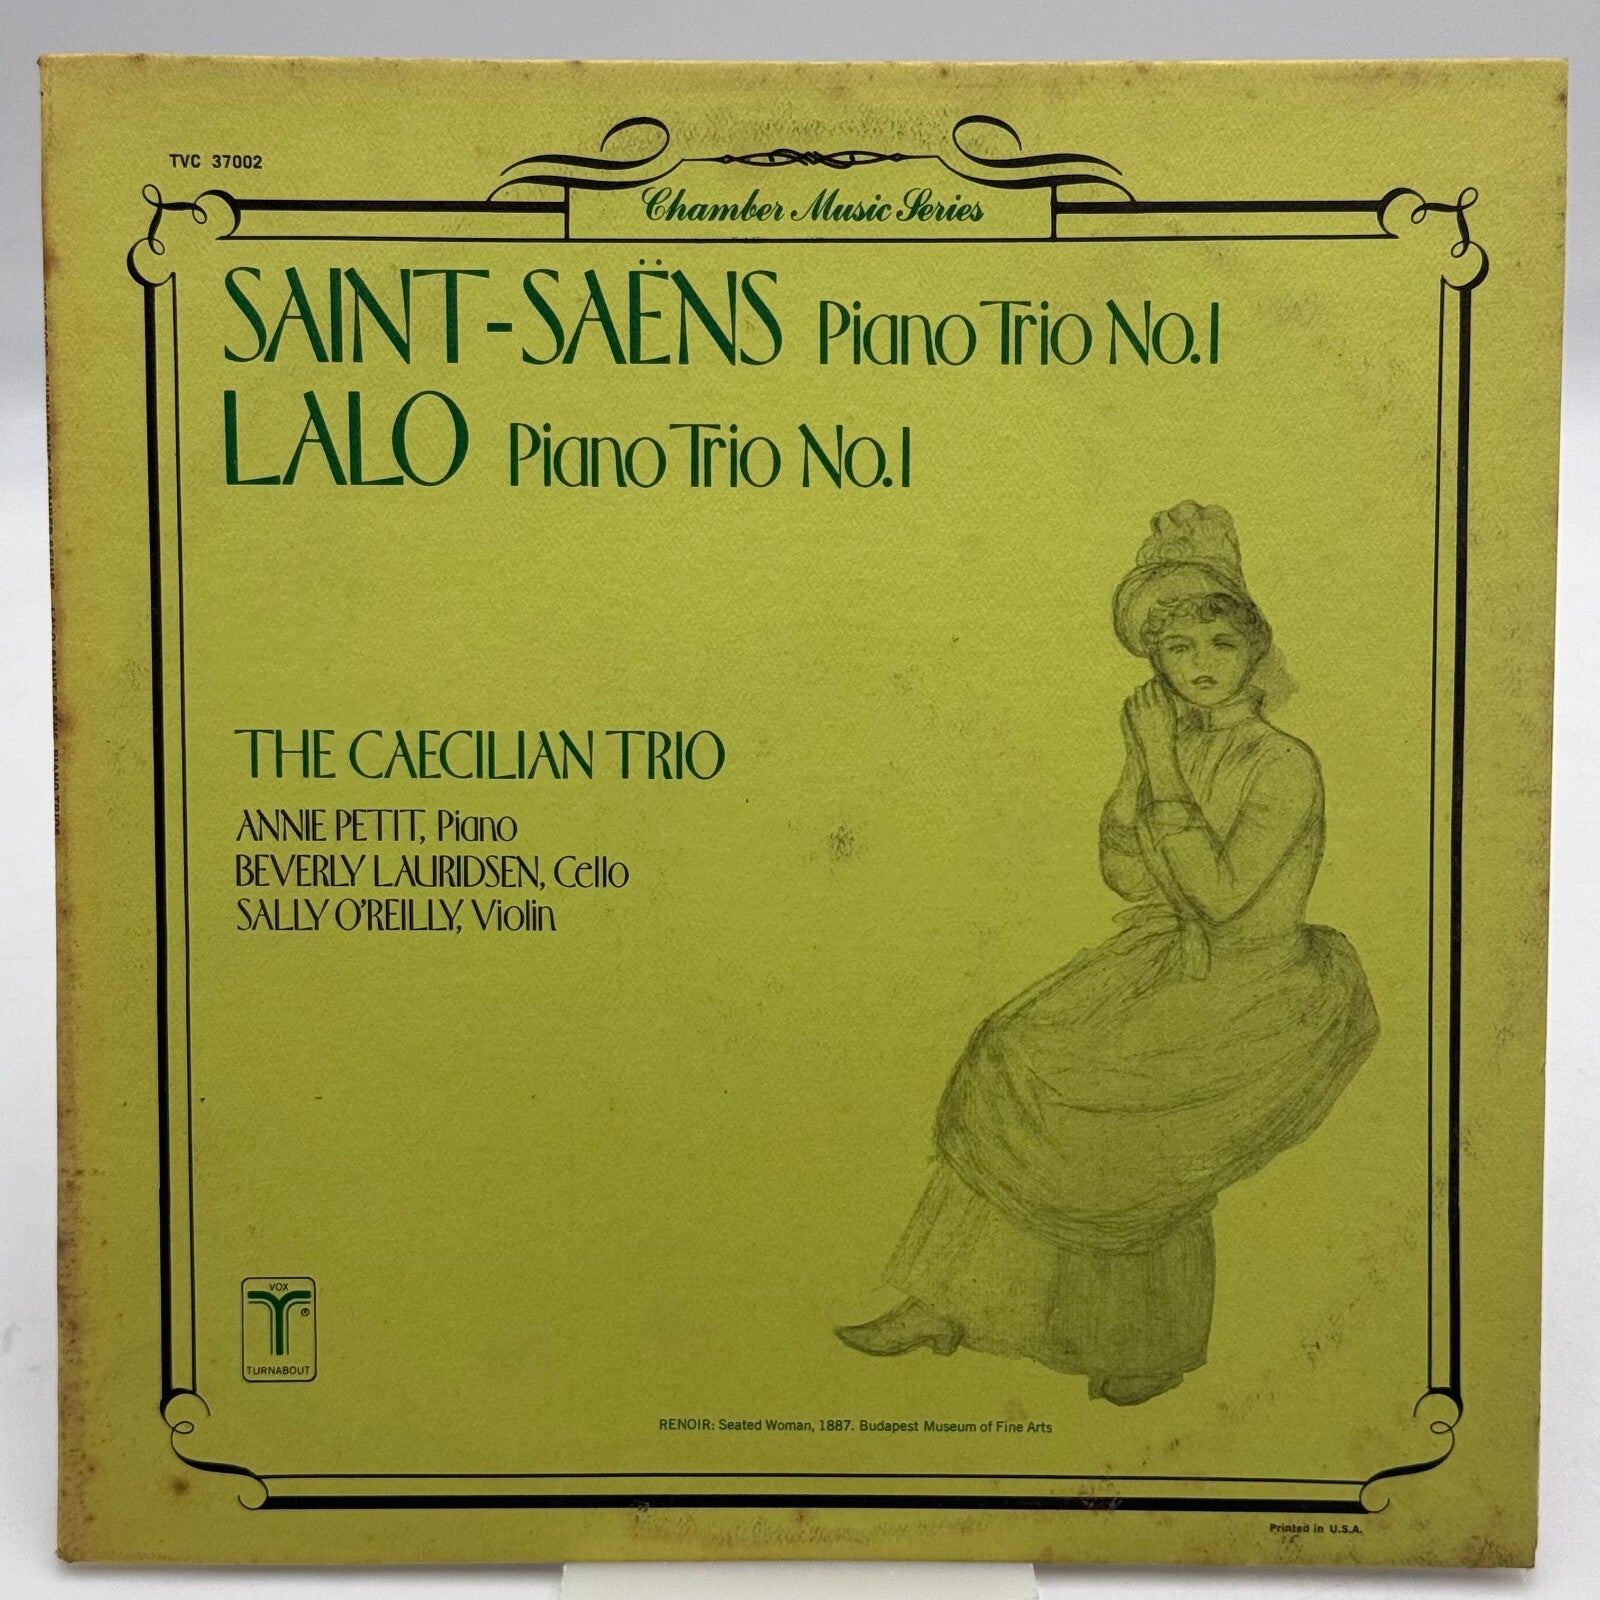 TVC 37002
Chamber Music Series
SAINT-SAËNS Piano Trio No.1
LALO Piano Trio No.1
THE CAECILIAN TRIO
ANNIE PETIT, Piano
BEVERLY LAURIDSEN, Cello
SALLY O'REILLY, Violin
VOX
®
TURNABOUT
RENOIR: Seated Woman, 1887. Budapest Museum of Fine Arts
Printed in U.S.A.